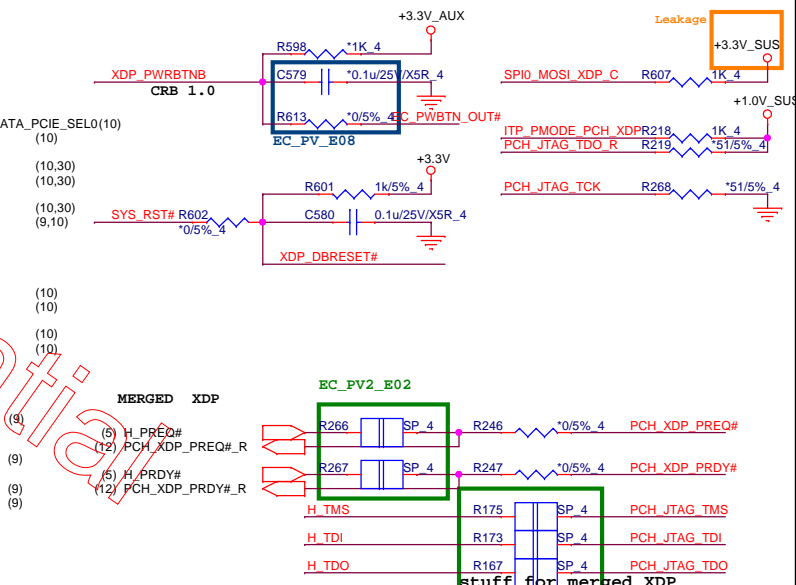 +3.3V_AUX
Leakage
R598 *1K_4
+3.3V_SUS
XDP_PWRBTNB C579 *0.1u/25V/X5R_4
SPI0_MOSI_XDP_C R607 1K_4
CRB 1.0
+1.0V_SUS
R613 *0/5%_4 EC_PWBTN_OUT#
ATA_PCIE_SEL0(10)
ITP_PMODE_PCH_XDP R218 1K_4
(10)
EC_PV_E08
PCH_JTAG_TDO_R R219 *51/5%_4
+3.3V
(10,30)
(10,30)
R601 1k/5%_4
PCH_JTAG_TCK R268 *51/5%_4
(10,30)
SYS_RST# R602 C580 0.1u/25V/X5R_4
(9,10)
*0/5%_4
XDP_DBRESET#
(10)
(10)
(10)
(10)
ntial
EC_PV2_E02
MERGED XDP
(9)
(5) H_PREQ# R266 SP_4 R246 *0/5%_4 PCH_XDP_PREQ#
(12) PCH_XDP_PREQ#_R
(9)
(5) H_PRDY# R267 SP_4 R247 *0/5%_4 PCH_XDP_PRDY#
(9) (12) PCH_XDP_PRDY#_R
(9)
H_TMS R175 SP_4 PCH_JTAG_TMS
H_TDI R173 SP_4 PCH_JTAG_TDI
H_TDO R167 SP_4 PCH_JTAG_TDO
stuff for merged XDP